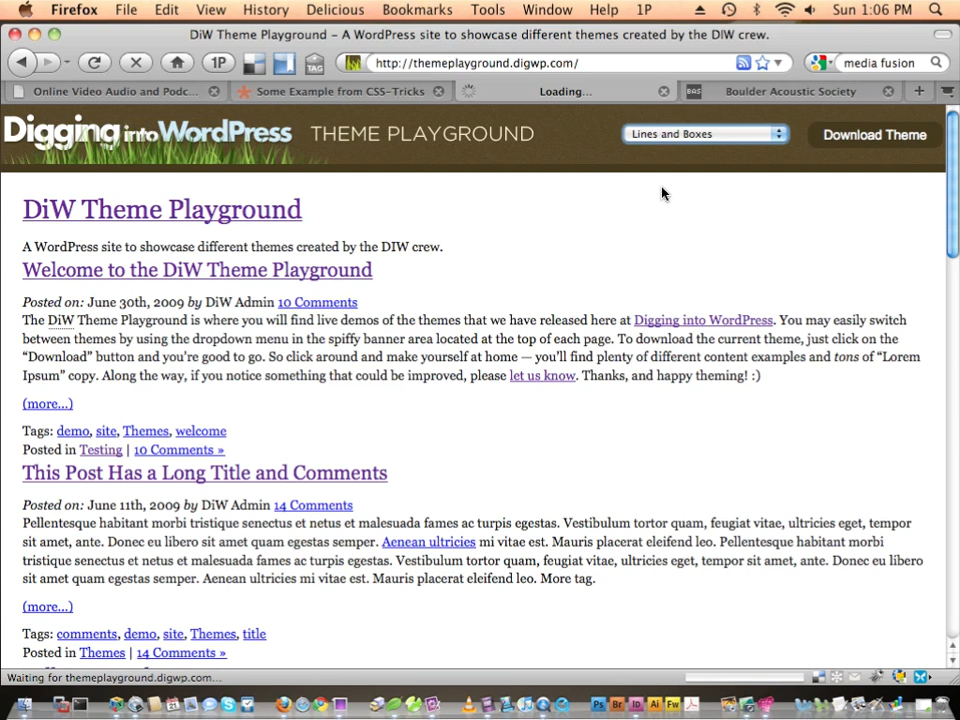 Firefox File Edit View History Delicious Bookmarks Tools Window Help 1P Sun 1:06 PM
DiW Theme Playground – A WordPress site to showcase different themes created by the DIW crew.
1P TAG http://themeplayground.digwp.com/ media fusion
Online Video Audio and Podc... Some Example from CSS-Tricks Loading... BAS Boulder Acoustic Society
Digging into WordPress THEME PLAYGROUND Lines and Boxes Download Theme
DiW Theme Playground
A WordPress site to showcase different themes created by the DIW crew.
Welcome to the DiW Theme Playground
Posted on: June 30th, 2009 by DiW Admin 10 Comments
The DiW Theme Playground is where you will find live demos of the themes that we have released here at Digging into WordPress. You may easily switch
between themes by using the dropdown menu in the spiffy banner area located at the top of each page. To download the current theme, just click on the
“Download” button and you’re good to go. So click around and make yourself at home — you’ll find plenty of different content examples and tons of “Lorem
Ipsum” copy. Along the way, if you notice something that could be improved, please let us know. Thanks, and happy theming! :)
(more...)
Tags: demo, site, Themes, welcome
Posted in Testing | 10 Comments »
This Post Has a Long Title and Comments
Posted on: June 11th, 2009 by DiW Admin 14 Comments
Pellentesque habitant morbi tristique senectus et netus et malesuada fames ac turpis egestas. Vestibulum tortor quam, feugiat vitae, ultricies eget, tempor
sit amet, ante. Donec eu libero sit amet quam egestas semper. Aenean ultricies mi vitae est. Mauris placerat eleifend leo. Pellentesque habitant morbi
tristique senectus et netus et malesuada fames ac turpis egestas. Vestibulum tortor quam, feugiat vitae, ultricies eget, tempor sit amet, ante. Donec eu libero
sit amet quam egestas semper. Aenean ultricies mi vitae est. Mauris placerat eleifend leo. More tag.
(more...)
Tags: comments, demo, site, Themes, title
Posted in Themes | 14 Comments »
Waiting for themeplayground.digwp.com...
Ps Br ID Ai Fw